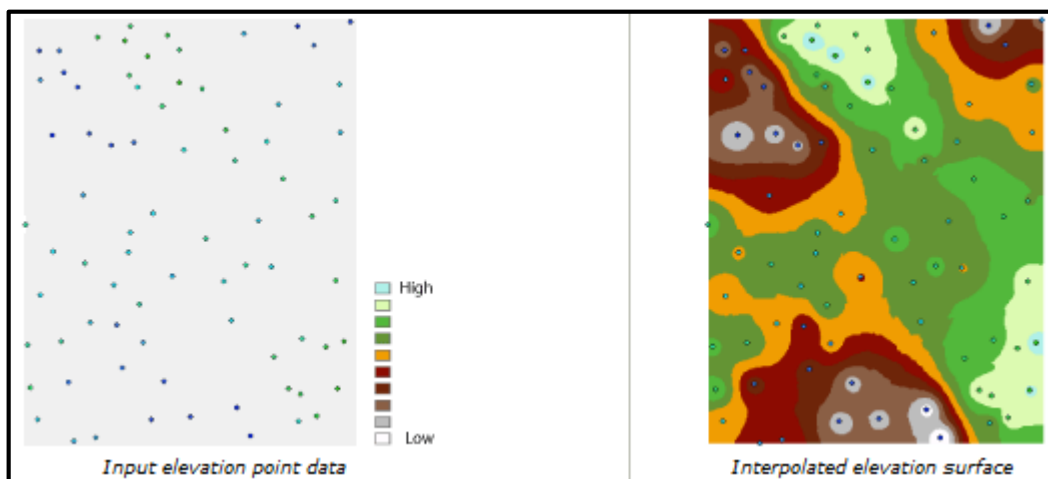 High
Low
Input elevation point data
Interpolated elevation surface